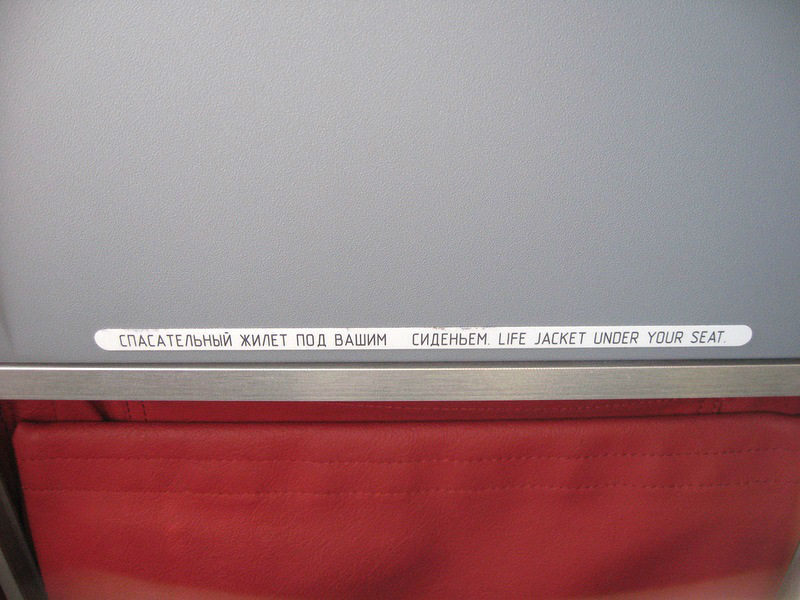 СПАСАТЕЛЬНЫЙ ЖИЛЕТ ПОД ВАШИМ СИДЕНЬЕМ. LIFE JACKET UNDER YOUR SEAT.